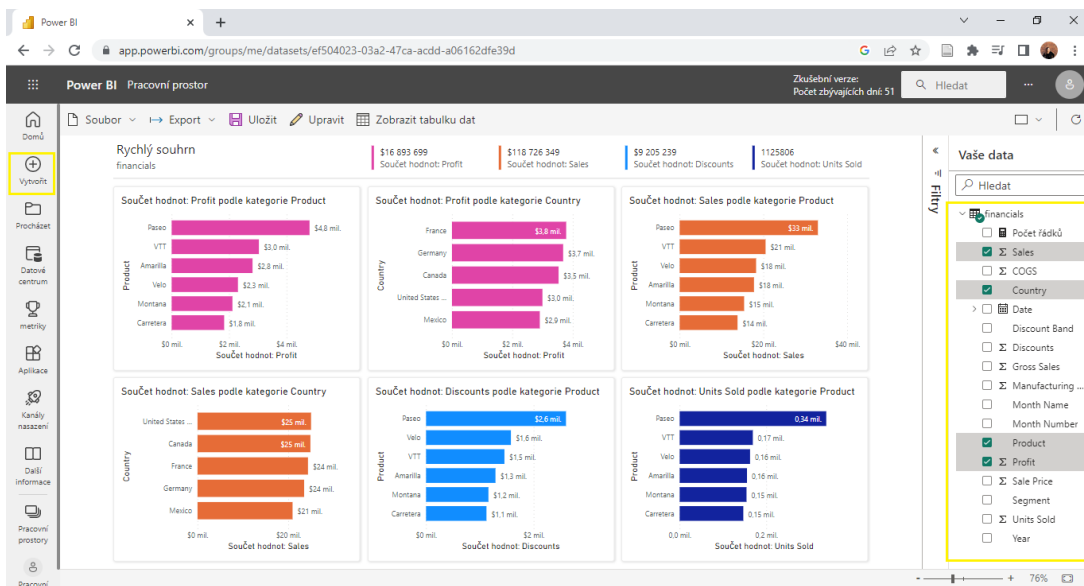 Power BI
app.powerbi.com/groups/me/datasets/ef504023-03a2-47ca-acdd-a06162dfe39d
Power BI Pracovní prostor
Zkušební verze:
Počet zbývajících dní: 51
Hledat
Domů
Vytvořit
Procházet
Datové
centrum
metriky
Aplikace
Kanály
nasazení
Další
informace
Pracovní
prostory
Pracovní
Soubor
Export
Uložit
Upravit
Zobrazit tabulku dat
Rychlý souhrn
financials
$16 893 699
Součet hodnot: Profit
$118 726 349
Součet hodnot: Sales
$9 205 239
Součet hodnot: Discounts
1125806
Součet hodnot: Units Sold
Součet hodnot: Profit podle kategorie Product
Product
Paseo $4,8 mil.
VTT $3,0 mil.
Amarilla $2,8 mil.
Velo $2,3 mil.
Montana $2,1 mil.
Carretera $1,8 mil.
$0 mil. $2 mil. $4 mil.
Součet hodnot: Profit
Součet hodnot: Profit podle kategorie Country
Country
France $3,8 mil.
Germany $3,7 mil.
Canada $3,5 mil.
United States ... $3,0 mil.
Mexico $2,9 mil.
$0 mil. $2 mil. $4 mil.
Součet hodnot: Profit
Součet hodnot: Sales podle kategorie Product
Product
Paseo $33 mil.
VTT $21 mil.
Velo $18 mil.
Amarilla $18 mil.
Montana $15 mil.
Carretera $14 mil.
$0 mil. $20 mil. $40 mil.
Součet hodnot: Sales
Součet hodnot: Sales podle kategorie Country
Country
United States ... $25 mil.
Canada $25 mil.
France $24 mil.
Germany $24 mil.
Mexico $21 mil.
$0 mil. $20 mil.
Součet hodnot: Sales
Součet hodnot: Discounts podle kategorie Product
Product
Paseo $2,6 mil.
Velo $1,6 mil.
VTT $1,5 mil.
Amarilla $1,3 mil.
Montana $1,2 mil.
Carretera $1,1 mil.
$0 mil. $2 mil.
Součet hodnot: Discounts
Součet hodnot: Units Sold podle kategorie Product
Product
Paseo 0,34 mil.
VTT 0,17 mil.
Velo 0,16 mil.
Amarilla 0,16 mil.
Montana 0,15 mil.
Carretera 0,15 mil.
0,0 mil. 0,2 mil.
Součet hodnot: Units Sold
Filtry
Vaše data
Hledat
financials
Počet řádků
Sales
COGS
Country
Date
Discount Band
Discounts
Gross Sales
Manufacturing ...
Month Name
Month Number
Product
Profit
Sale Price
Segment
Units Sold
Year
76%